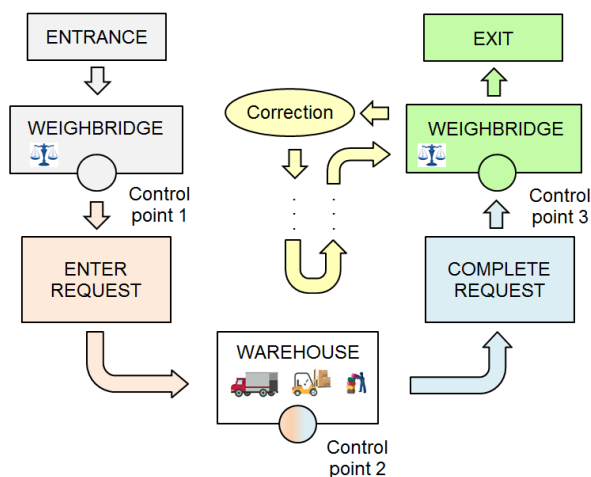 ENTRANCE
EXIT
Correction
WEIGHBRIDGE
WEIGHBRIDGE
Control
point 1
Control
point 3
ENTER
REQUEST
COMPLETE
REQUEST
WAREHOUSE
Control
point 2